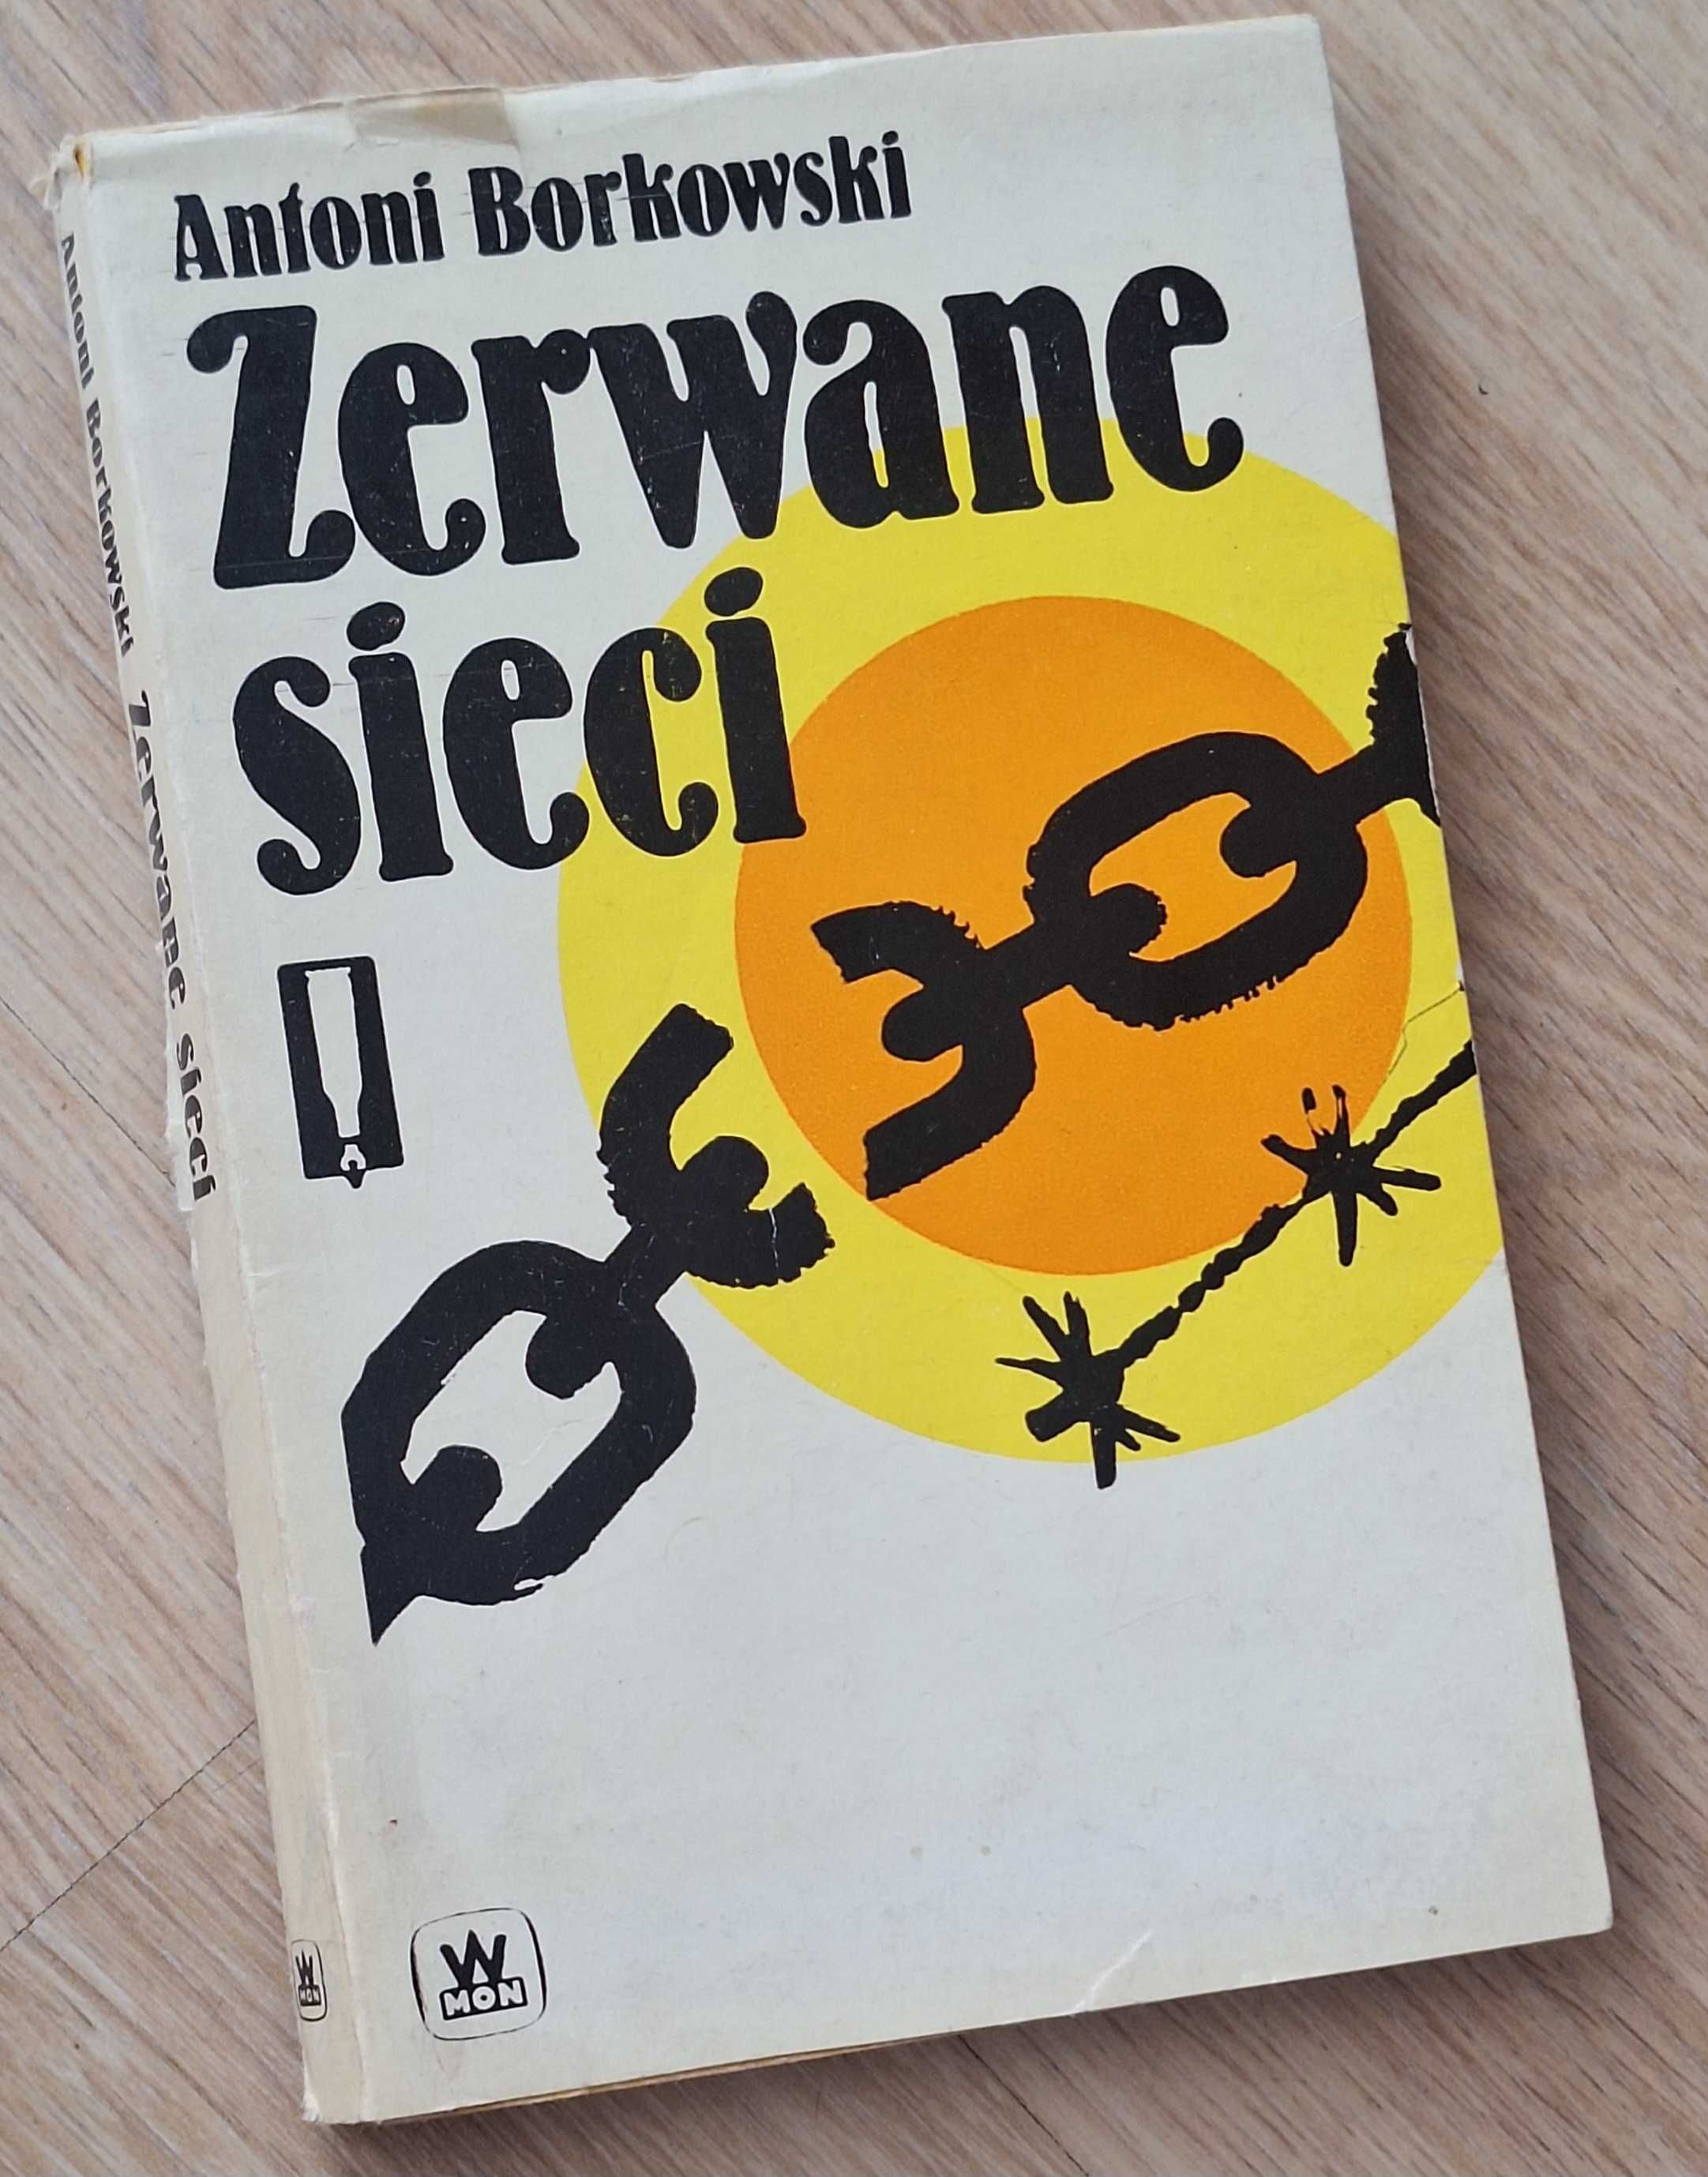 Antoni Borkowski
Zerwane
sieci
W
MON
Antoni Borkowski Zerwane sieci
W
MON